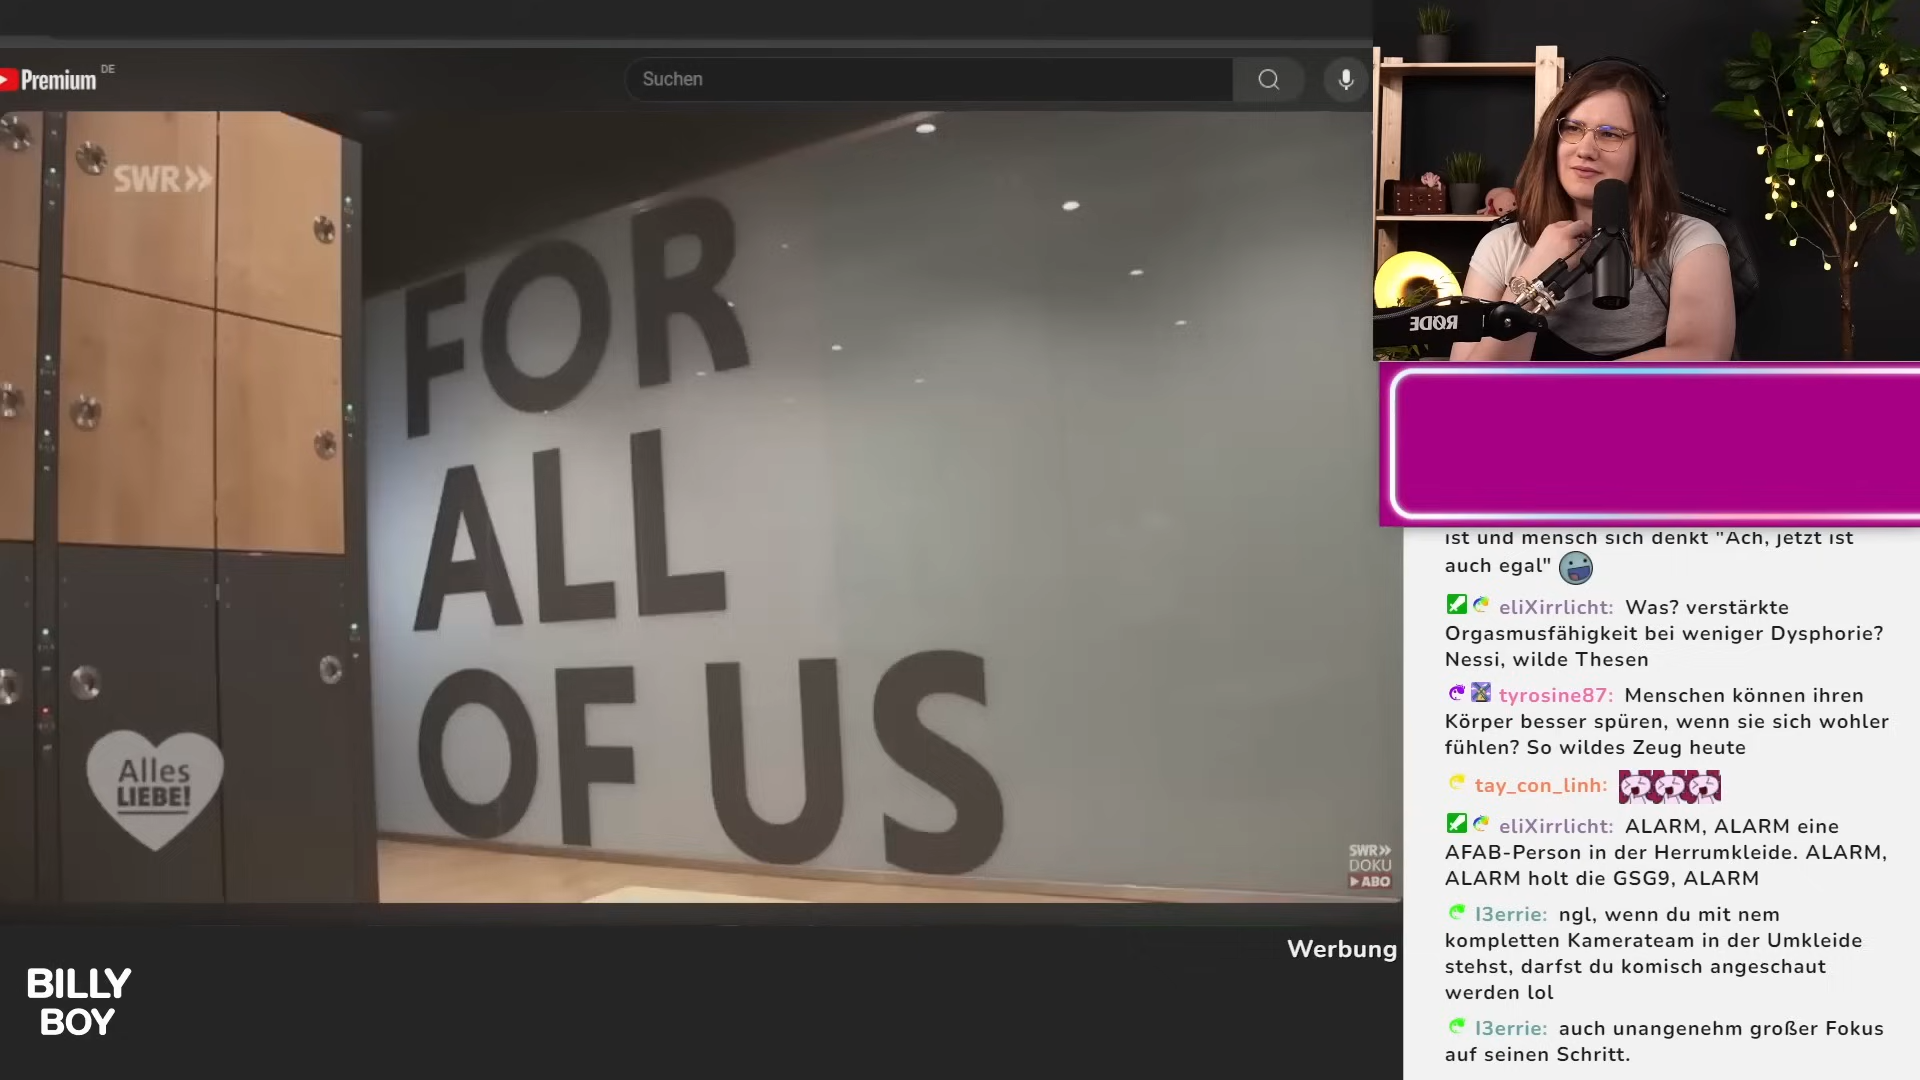 Premium DE
Suchen
SWR»
FOR
ALL
OF US
Alles
LIEBE!
SWR»
DOKU
ABO
Werbung
BILLY
BOY
RØDE
ist und mensch sich denkt "Ach, jetzt ist
auch egal"
eliXirrlicht: Was? verstärkte
Orgasmusfähigkeit bei weniger Dysphorie?
Nessi, wilde Thesen
tyrosine87: Menschen können ihren
Körper besser spüren, wenn sie sich wohler
fühlen? So wildes Zeug heute
tay_con_linh:
eliXirrlicht: ALARM, ALARM eine
AFAB-Person in der Herrumkleide. ALARM,
ALARM holt die GSG9, ALARM
l3errie: ngl, wenn du mit nem
kompletten Kamerateam in der Umkleide
stehst, darfst du komisch angeschaut
werden lol
l3errie: auch unangenehm großer Fokus
auf seinen Schritt.